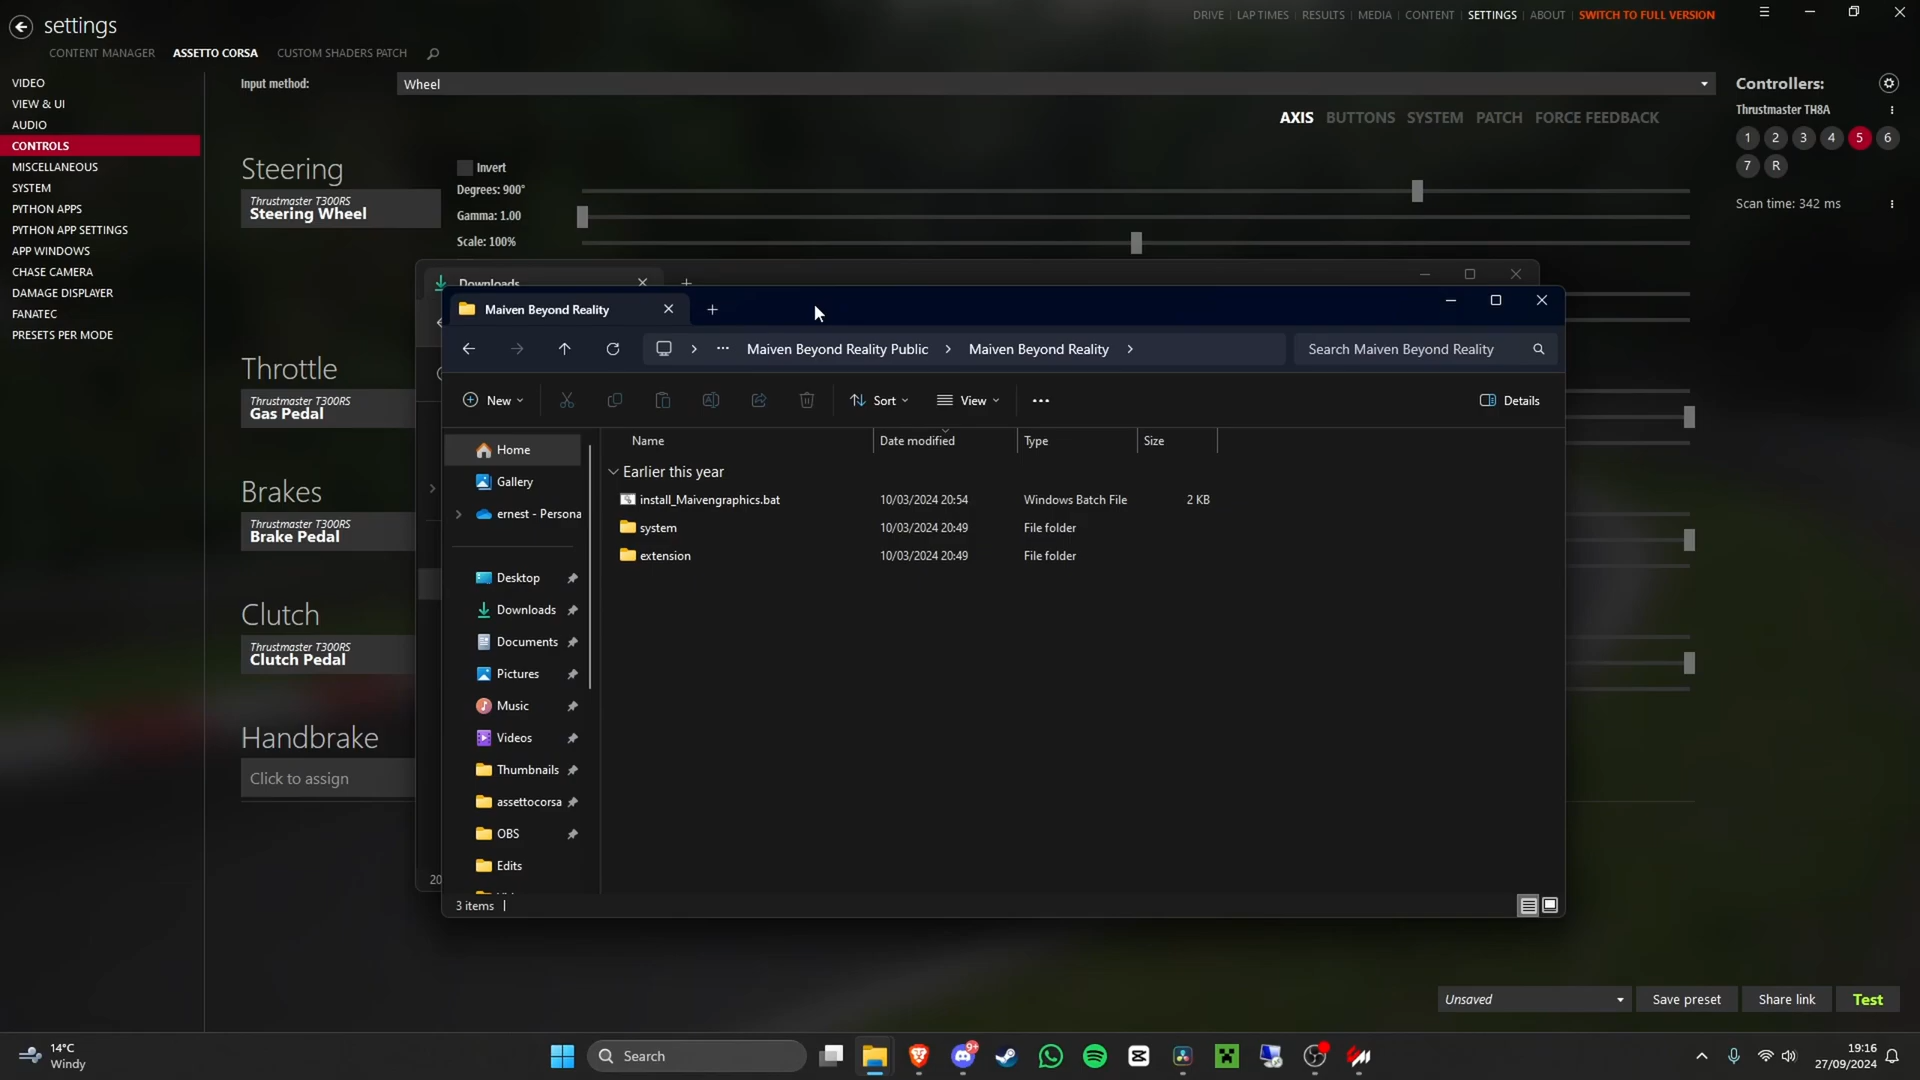 settings
DRIVE LAP TIMES RESULTS MEDIA CONTENT SETTINGS ABOUT SWITCH TO FULL VERSION
CONTENT MANAGER ASSETTO CORSA CUSTOM SHADERS PATCH
VIDEO
VIEW & UI
AUDIO
CONTROLS
MISCELLANEOUS
SYSTEM
PYTHON APPS
PYTHON APP SETTINGS
APP WINDOWS
CHASE CAMERA
DAMAGE DISPLAYER
FANATEC
PRESETS PER MODE
Input method: Wheel
AXIS BUTTONS SYSTEM PATCH FORCE FEEDBACK
Controllers:
Thrustmaster TH8A
1 2 3 4 5 6
7 R
Scan time: 342 ms
Steering
Thrustmaster T300RS
Steering Wheel
Invert
Degrees: 900°
Gamma: 1.00
Scale: 100%
Throttle
Thrustmaster T300RS
Gas Pedal
Brakes
Thrustmaster T300RS
Brake Pedal
Clutch
Thrustmaster T300RS
Clutch Pedal
Handbrake
Click to assign
Downloads
20
Maiven Beyond Reality
Maiven Beyond Reality Public Maiven Beyond Reality
Search Maiven Beyond Reality
New Sort View Details
Home
Gallery
ernest - Persona
Desktop
Downloads
Documents
Pictures
Music
Videos
Thumbnails
assettocorsa
OBS
Edits
Name Date modified Type Size
Earlier this year
install_Maivengraphics.bat 10/03/2024 20:54 Windows Batch File 2 KB
system 10/03/2024 20:49 File folder
extension 10/03/2024 20:49 File folder
3 items
Unsaved Save preset Share link Test
14°C
Windy
Search
9+
19:16
27/09/2024